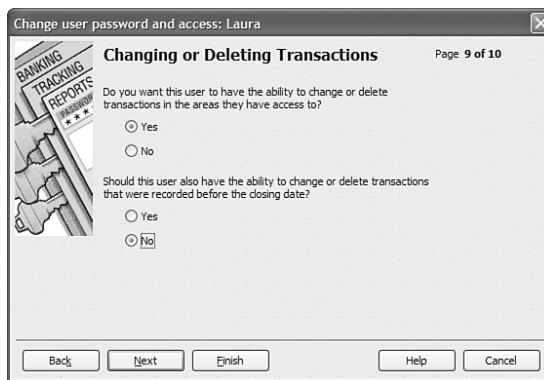 Change user password and access: Laura
BANKING
TRACKING
REPORTS
PASSWORD
****
Changing or Deleting Transactions
Page 9 of 10
Do you want this user to have the ability to change or delete
transactions in the areas they have access to?
Yes
No
Should this user also have the ability to change or delete transactions
that were recorded before the closing date?
Yes
No
Back
Next
Finish
Help
Cancel